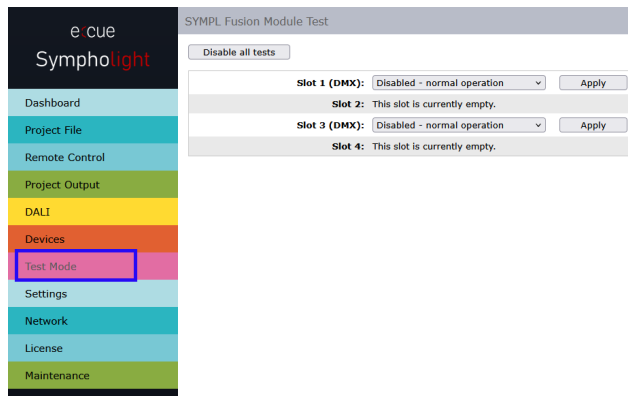 e:cue
Sympholight
Dashboard
Project File
Remote Control
Project Output
DALI
Devices
Test Mode
Settings
Network
License
Maintenance
SYMPL Fusion Module Test
Disable all tests
Slot 1 (DMX): Disabled - normal operation Apply
Slot 2: This slot is currently empty.
Slot 3 (DMX): Disabled - normal operation Apply
Slot 4: This slot is currently empty.